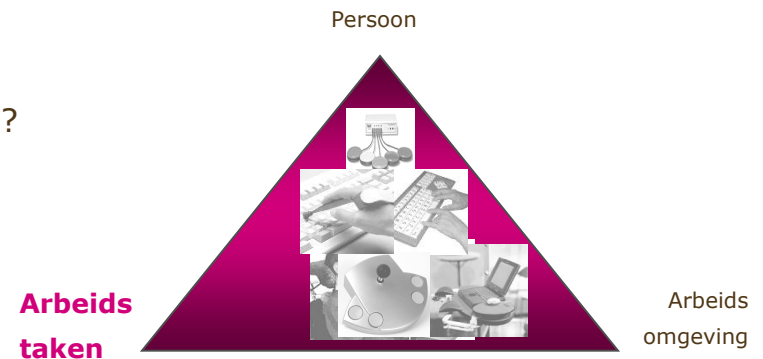 Persoon
?
Arbeids
taken
Arbeids
omgeving